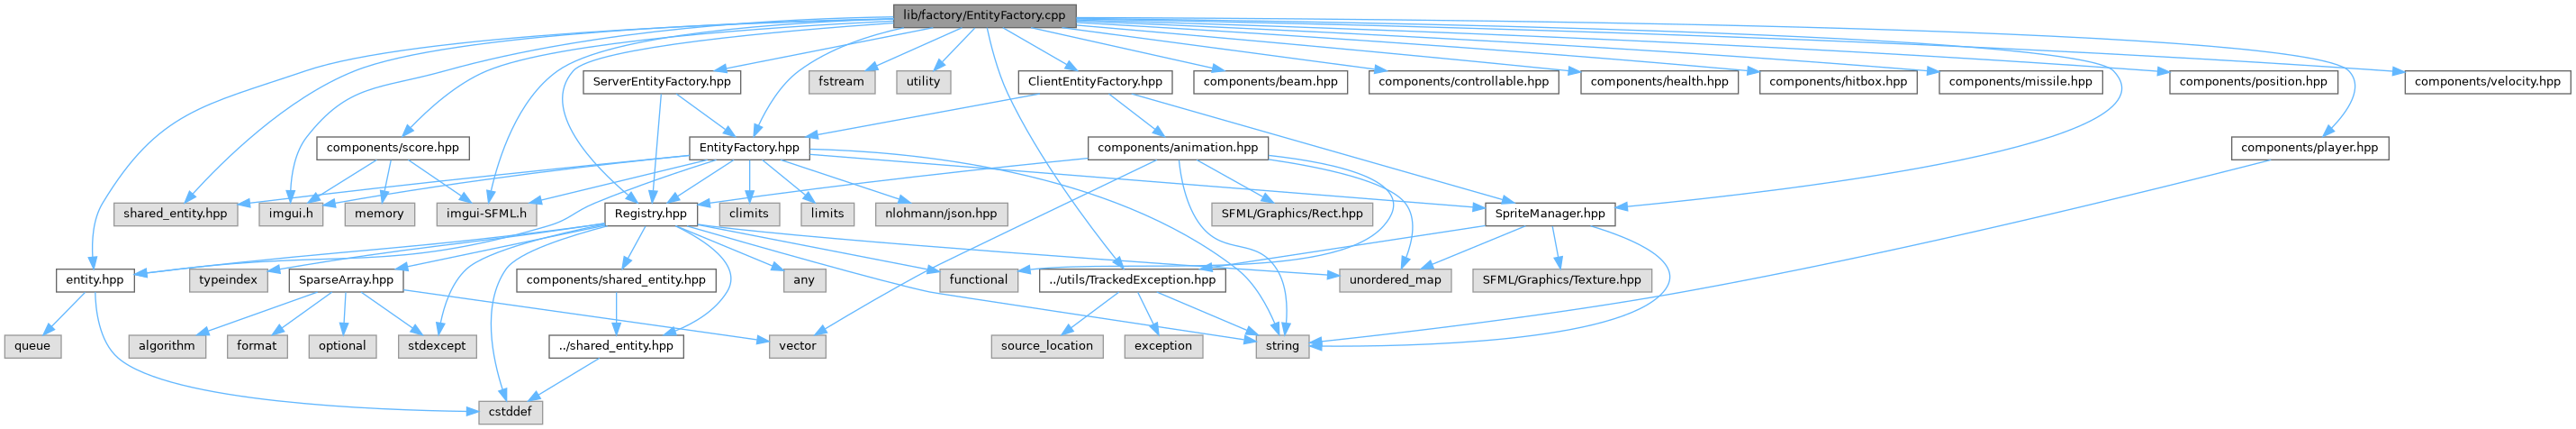 lib/factory/EntityFactory.cpp
ServerEntityFactory.hpp
fstream
utility
ClientEntityFactory.hpp
components/beam.hpp
components/controllable.hpp
components/health.hpp
components/hitbox.hpp
components/missile.hpp
components/position.hpp
components/velocity.hpp
components/score.hpp
EntityFactory.hpp
components/animation.hpp
components/player.hpp
shared_entity.hpp
imgui.h
memory
imgui-SFML.h
Registry.hpp
climits
limits
nlohmann/json.hpp
SFML/Graphics/Rect.hpp
SpriteManager.hpp
entity.hpp
typeindex
SparseArray.hpp
components/shared_entity.hpp
any
functional
../utils/TrackedException.hpp
unordered_map
SFML/Graphics/Texture.hpp
queue
algorithm
format
optional
stdexcept
../shared_entity.hpp
vector
source_location
exception
string
cstddef